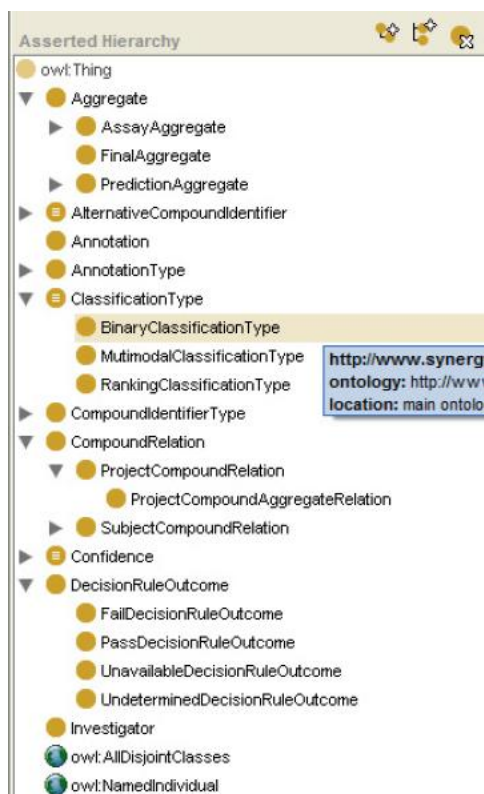 Asserted Hierarchy
owl:Thing
Aggregate
AssayAggregate
FinalAggregate
PredictionAggregate
AlternativeCompoundIdentifier
Annotation
AnnotationType
ClassificationType
BinaryClassificationType
MutimodalClassificationType
http://www.synerg
RankingClassificationType
ontology: http://www
location: main ontolo
CompoundIdentifierType
CompoundRelation
ProjectCompoundRelation
ProjectCompoundAggregateRelation
SubjectCompoundRelation
Confidence
DecisionRuleOutcome
FailDecisionRuleOutcome
PassDecisionRuleOutcome
UnavailableDecisionRuleOutcome
UndeterminedDecisionRuleOutcome
Investigator
owl:AllDisjointClasses
owl:NamedIndividual